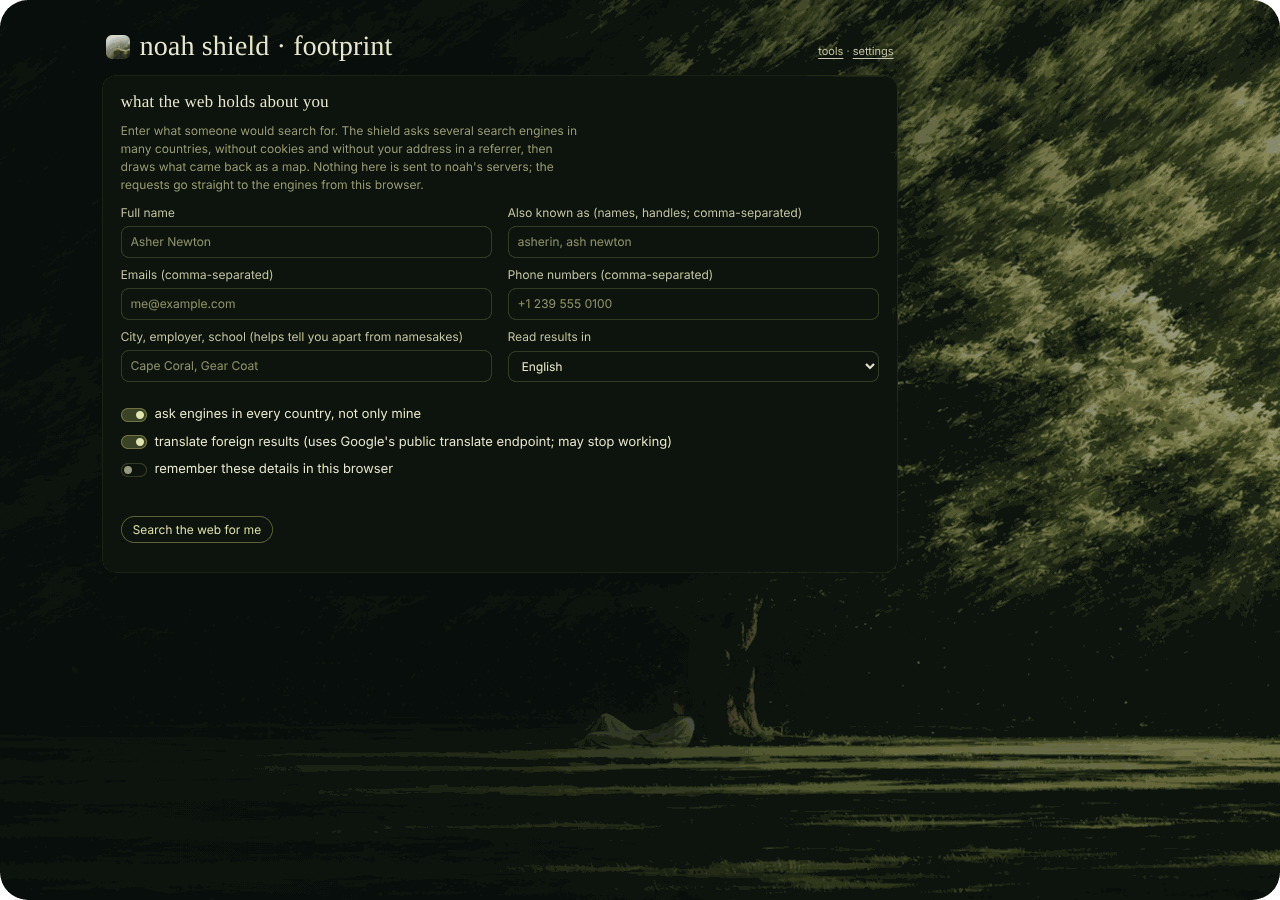 noah shield · footprint
tools · settings
what the web holds about you
Enter what someone would search for. The shield asks several search engines in
many countries, without cookies and without your address in a referrer, then
draws what came back as a map. Nothing here is sent to noah's servers; the
requests go straight to the engines from this browser.
Full name
Also known as (names, handles; comma-separated)
Asher Newton
asherin, ash newton
Emails (comma-separated)
Phone numbers (comma-separated)
me@example.com
+1 239 555 0100
City, employer, school (helps tell you apart from namesakes)
Read results in
Cape Coral, Gear Coat
English
ask engines in every country, not only mine
translate foreign results (uses Google's public translate endpoint; may stop working)
remember these details in this browser
Search the web for me